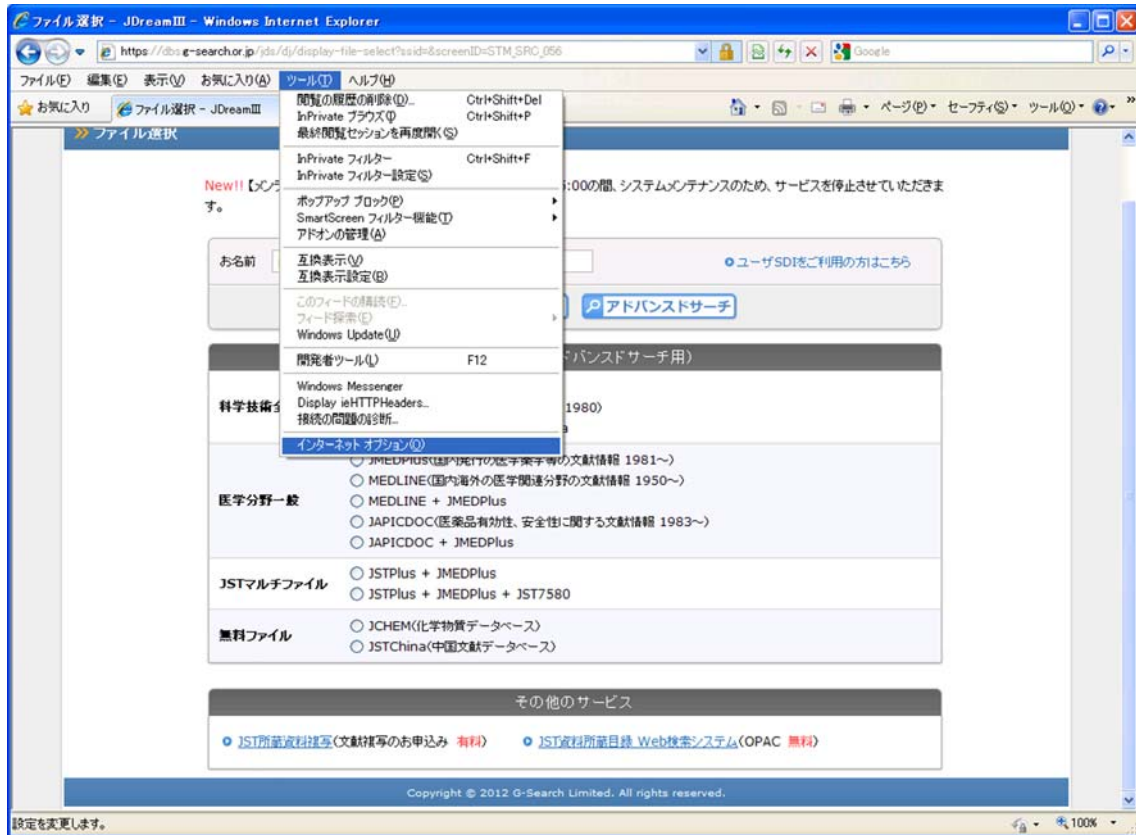 ファイル選択 - JDreamⅢ - Windows Internet Explorer
https://dbs.g-search.or.jp/jds/dj/display-file-select?ssid=&screenID=STM_SRC_056
Google
ファイル(F) 編集(E) 表示(V) お気に入り(A) ツール(T) ヘルプ(H)
お気に入り ファイル選択 - JDreamⅢ ページ(P) セーフティ(S) ツール(O)
ファイル選択
閲覧の履歴の削除(D)... Ctrl+Shift+Del
InPrivate ブラウズ(I) Ctrl+Shift+P
最終閲覧セッションを再度開く(S)
InPrivate フィルター Ctrl+Shift+F
InPrivate フィルター設定(S)
ポップアップ ブロック(P)
SmartScreen フィルター機能(T)
アドオンの管理(A)
互換表示(V)
互換表示設定(B)
このフィードの購読(F)...
フィード探索(E)
Windows Update(U)
開発者ツール(L) F12
Windows Messenger
Display ieHTTPHeaders...
接続の問題の診断...
インターネット オプション(O)
New!!【メンテ :00の間、システムメンテナンスのため、サービスを停止させていただきま
す。
お名前 ユーザSDIをご利用の方はこちら
アドバンスドサーチ
バンスドサーチ用)
科学技術全 1980)
医学分野一般
JMEDPlus(国内発行の医学薬学等の文献情報 1981～)
MEDLINE(国内海外の医学関連分野の文献情報 1950～)
MEDLINE + JMEDPlus
JAPICDOC(医薬品有効性、安全性に関する文献情報 1983～)
JAPICDOC + JMEDPlus
JSTマルチファイル
JSTPlus + JMEDPlus
JSTPlus + JMEDPlus + JST7580
無料ファイル
JCHEM(化学物質データベース)
JSTChina(中国文献データベース)
その他のサービス
JST所蔵資料複写(文献複写のお申込み 有料) JST資料所蔵目録 Web検索システム(OPAC 無料)
Copyright © 2012 G-Search Limited. All rights reserved.
設定を変更します。 100%